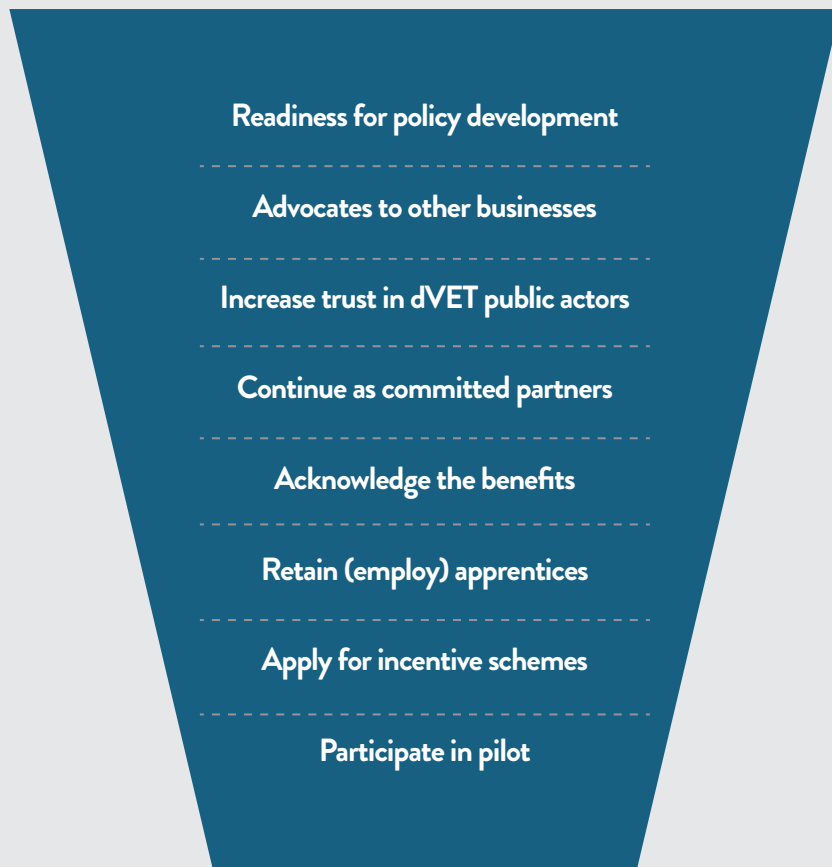 Readiness for policy development
Advocates to other businesses
Increase trust in dVET public actors
Continue as committed partners
Acknowledge the benefits
Retain (employ) apprentices
Apply for incentive schemes
Participate in pilot